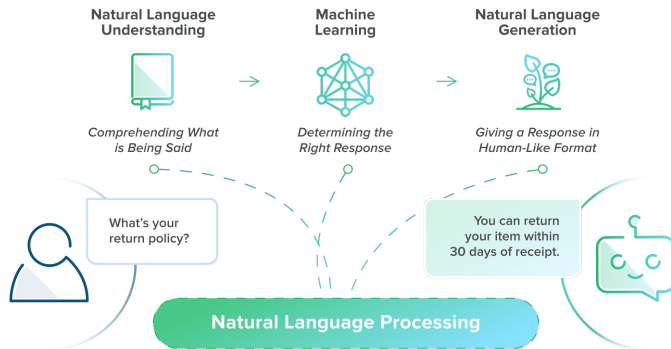 Natural Language
Understanding
Machine
Learning
Natural Language
Generation
Comprehending What
is Being Said
Determining the
Right Response
Giving a Response in
Human-Like Format
What's your
return policy?
You can return
your item within
30 days of receipt.
Natural Language Processing